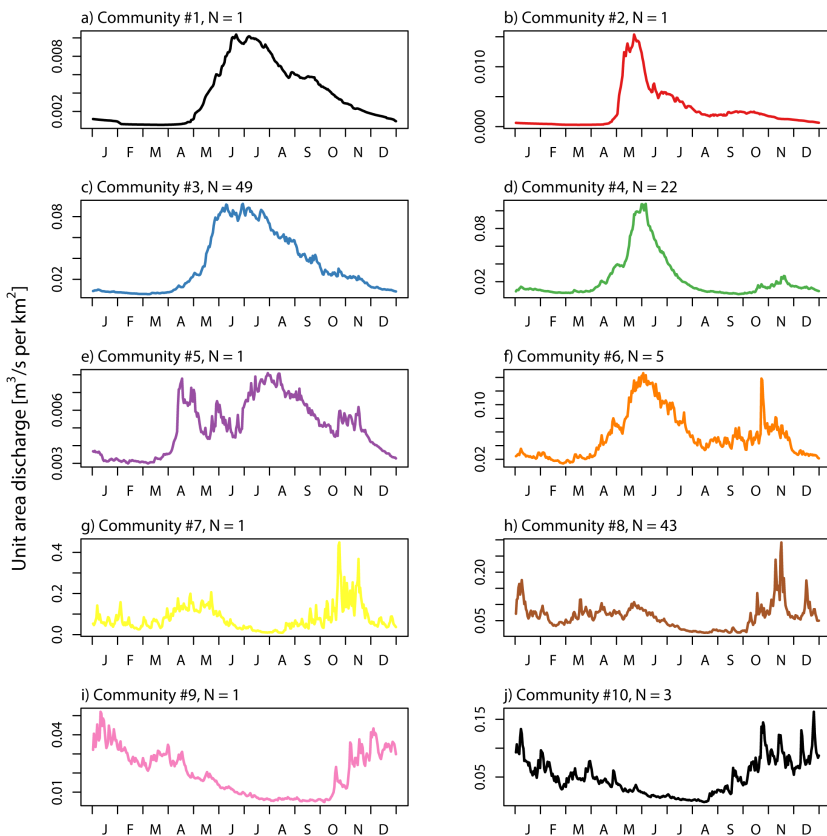 Unit area discharge [m³/s per km²]
a) Community #1, N = 1
0.008
0.002
J F M A M J J A S O N D
b) Community #2, N = 1
0.010
0.000
J F M A M J J A S O N D
c) Community #3, N = 49
0.08
0.02
J F M A M J J A S O N D
d) Community #4, N = 22
0.08
0.02
J F M A M J J A S O N D
e) Community #5, N = 1
0.006
0.003
J F M A M J J A S O N D
f) Community #6, N = 5
0.10
0.02
J F M A M J J A S O N D
g) Community #7, N = 1
0.4
0.2
0.0
J F M A M J J A S O N D
h) Community #8, N = 43
0.20
0.05
J F M A M J J A S O N D
i) Community #9, N = 1
0.04
0.01
J F M A M J J A S O N D
j) Community #10, N = 3
0.15
0.05
J F M A M J J A S O N D